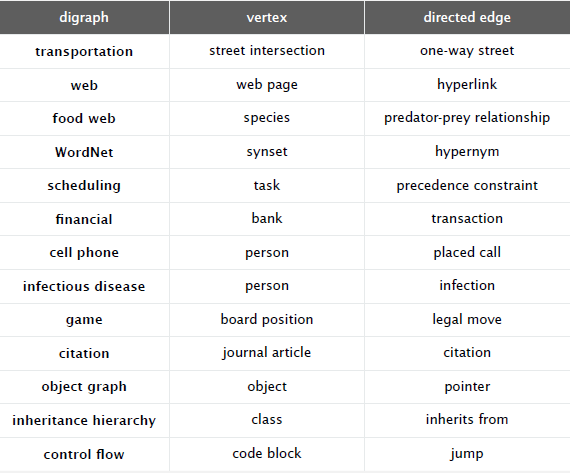 digraph vertex directed edge
transportation street intersection one-way street
web web page hyperlink
food web species predator-prey relationship
WordNet synset hypernym
scheduling task precedence constraint
financial bank transaction
cell phone person placed call
infectious disease person infection
game board position legal move
citation journal article citation
object graph object pointer
inheritance hierarchy class inherits from
control flow code block jump